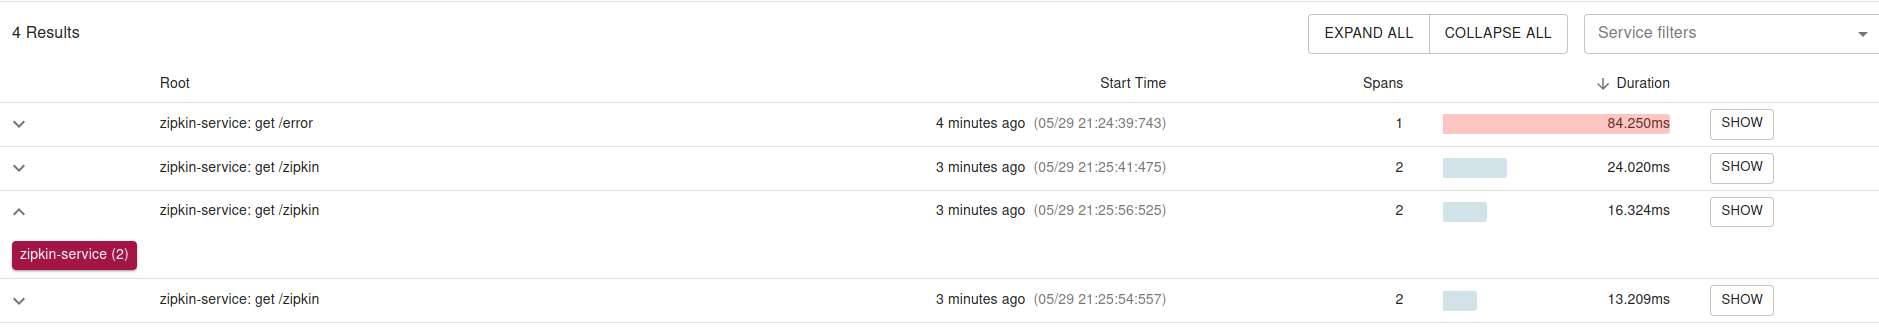 4 Results EXPAND ALL COLLAPSE ALL Service filters
Root Start Time Spans Duration
zipkin-service: get /error 4 minutes ago (05/29 21:24:39:743) 1 84.250ms SHOW
zipkin-service: get /zipkin 3 minutes ago (05/29 21:25:41:475) 2 24.020ms SHOW
zipkin-service: get /zipkin 3 minutes ago (05/29 21:25:56:525) 2 16.324ms SHOW
zipkin-service (2)
zipkin-service: get /zipkin 3 minutes ago (05/29 21:25:54:557) 2 13.209ms SHOW